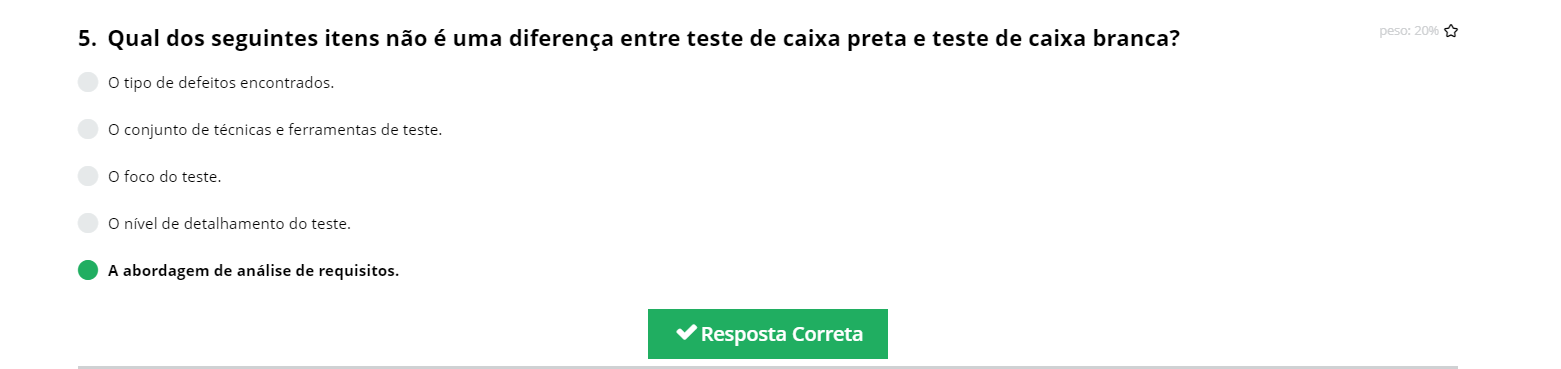 5. Qual dos seguintes itens não é uma diferença entre teste de caixa preta e teste de caixa branca?
peso: 20%
O tipo de defeitos encontrados.
O conjunto de técnicas e ferramentas de teste.
O foco do teste.
O nível de detalhamento do teste.
A abordagem de análise de requisitos.
Resposta Correta